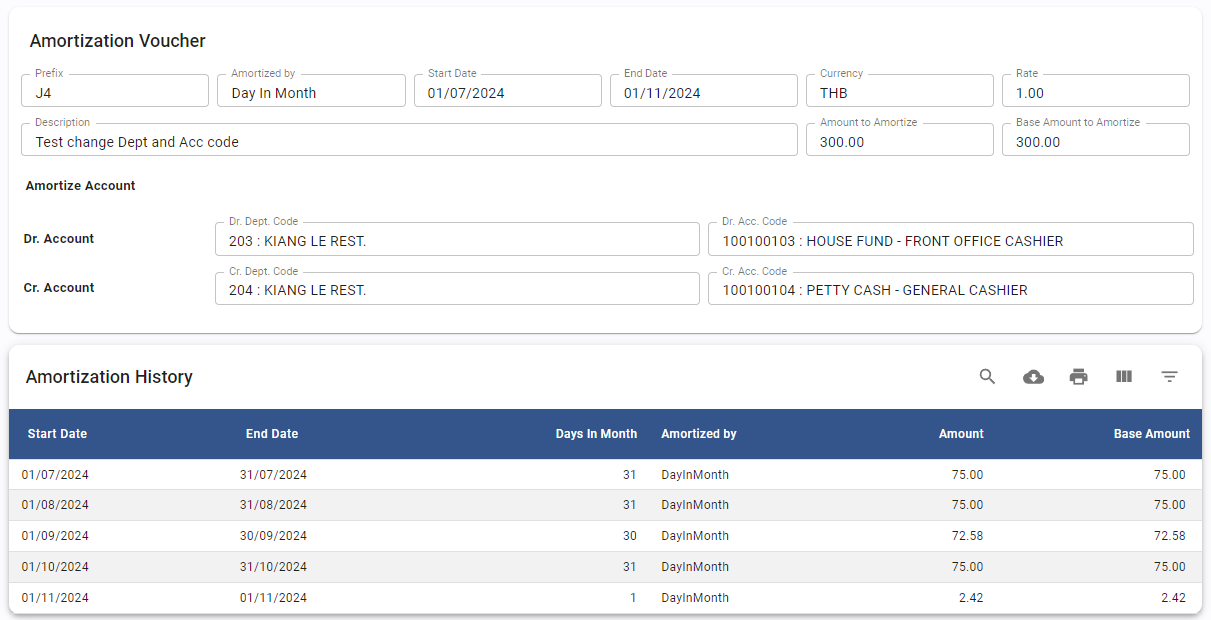 Amortization Voucher
Prefix Amortized by Start Date End Date Currency Rate
J4 Day In Month 01/07/2024 01/11/2024 THB 1.00
Description Amount to Amortize Base Amount to Amortize
Test change Dept and Acc code 300.00 300.00
Amortize Account
Dr. Dept. Code Dr. Acc. Code
Dr. Account 203 : KIANG LE REST. 100100103 : HOUSE FUND - FRONT OFFICE CASHIER
Cr. Dept. Code Cr. Acc. Code
Cr. Account 204 : KIANG LE REST. 100100104 : PETTY CASH - GENERAL CASHIER
Amortization History
Start Date End Date Days In Month Amortized by Amount Base Amount
01/07/2024 31/07/2024 31 DayInMonth 75.00 75.00
01/08/2024 31/08/2024 31 DayInMonth 75.00 75.00
01/09/2024 30/09/2024 30 DayInMonth 72.58 72.58
01/10/2024 31/10/2024 31 DayInMonth 75.00 75.00
01/11/2024 01/11/2024 1 DayInMonth 2.42 2.42